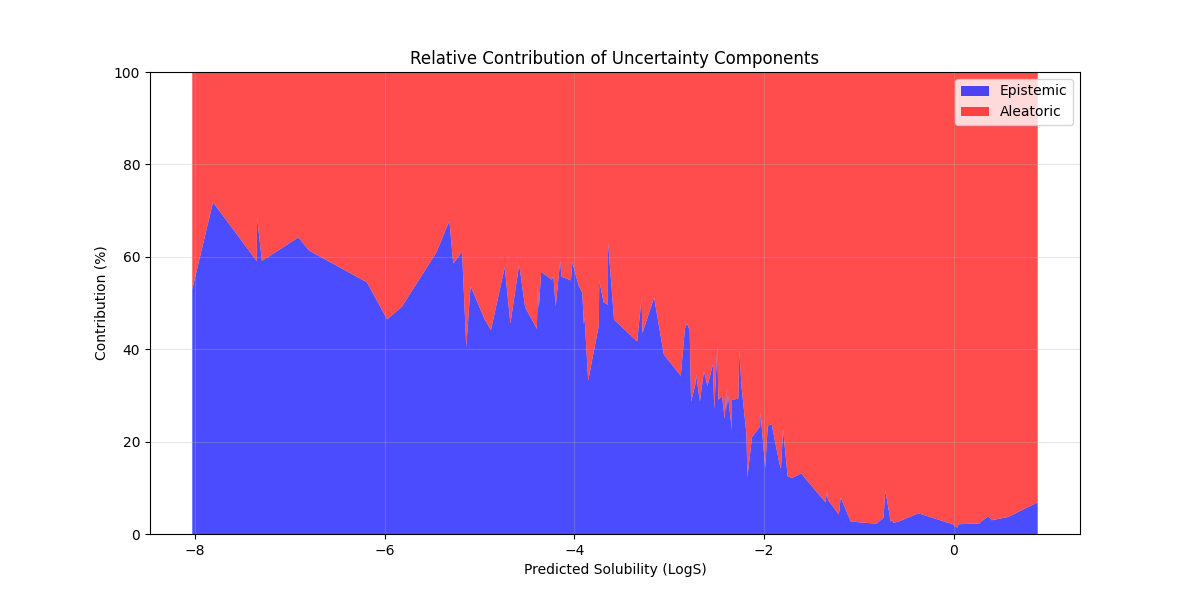 Relative Contribution of Uncertainty Components
100
80
60
40
20
0
Contribution (%)
Epistemic
Aleatoric
−8
−6
−4
−2
0
Predicted Solubility (LogS)